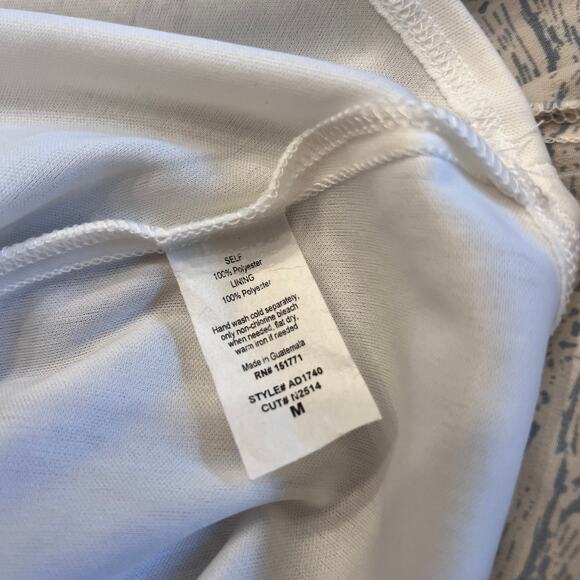 SELF
100% Polyester
LINING
100% Polyester
Hand wash cold separately,
only non-chlorine bleach
when needed, flat dry,
warm iron if needed
Made in Guatemala
RN# 151771
STYLE# AD1740
CUT# N2514
M